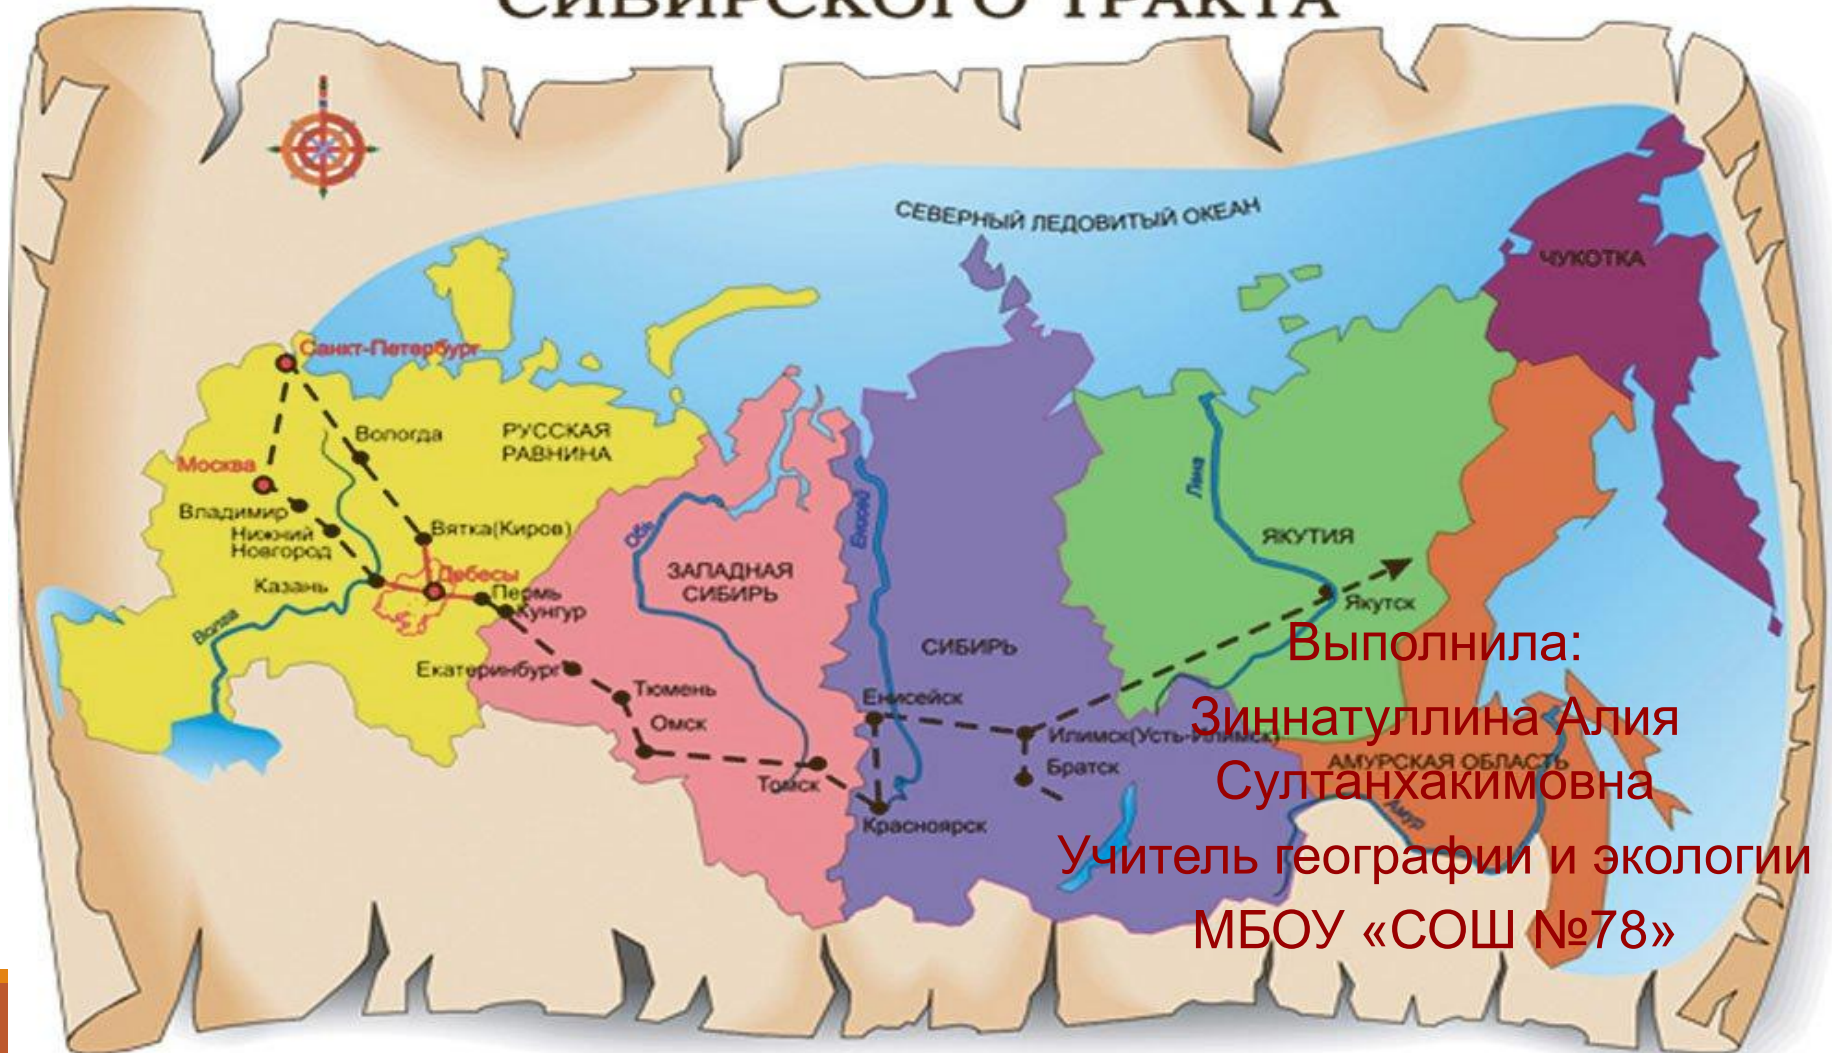 СИБИРСКОГО ТРАКТА
СЕВЕРНЫЙ ЛЕДОВИТЫЙ ОКЕАН
ЧУКОТКА
Санкт-Петербург
Вологда
РУССКАЯ
РАВНИНА
Москва
Владимир
Нижний
Новгород
Вятка(Киров)
Казань
Дебесы
Пермь
Кунгур
Волга
Екатеринбург
Тюмень
Омск
Томск
Обь
ЗАПАДНАЯ
СИБИРЬ
Енисей
СИБИРЬ
Енисейск
Красноярск
Илимск(Усть-Илимск)
Братск
Лена
ЯКУТИЯ
Якутск
АМУРСКАЯ ОБЛАСТЬ
Амур
Выполнила:
Зиннатуллина Алия
Султанхакимовна
Учитель географии и экологии
МБОУ «СОШ №78»